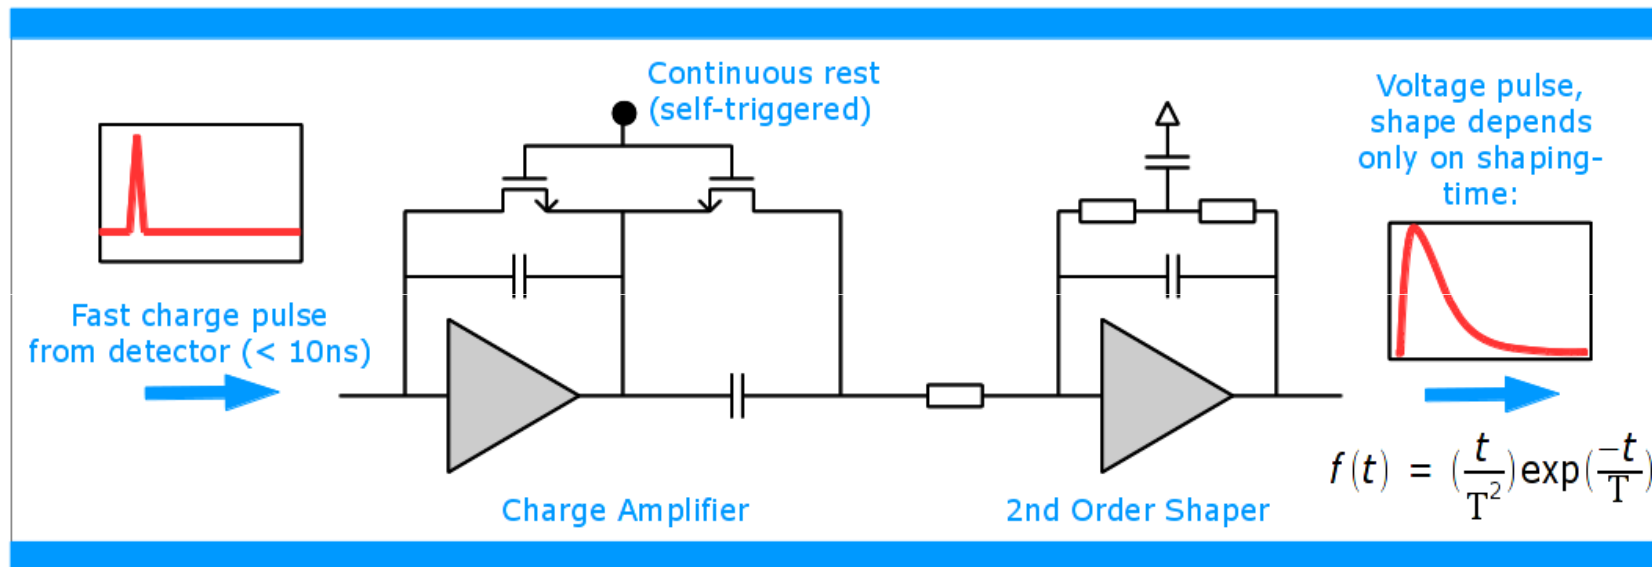 Continuous rest
(self-triggered)
Voltage pulse,
shape depends
only on shaping-
time:
Fast charge pulse
from detector (< 10ns)
f(t) = (t/T²)exp(-t/T)
Charge Amplifier
2nd Order Shaper